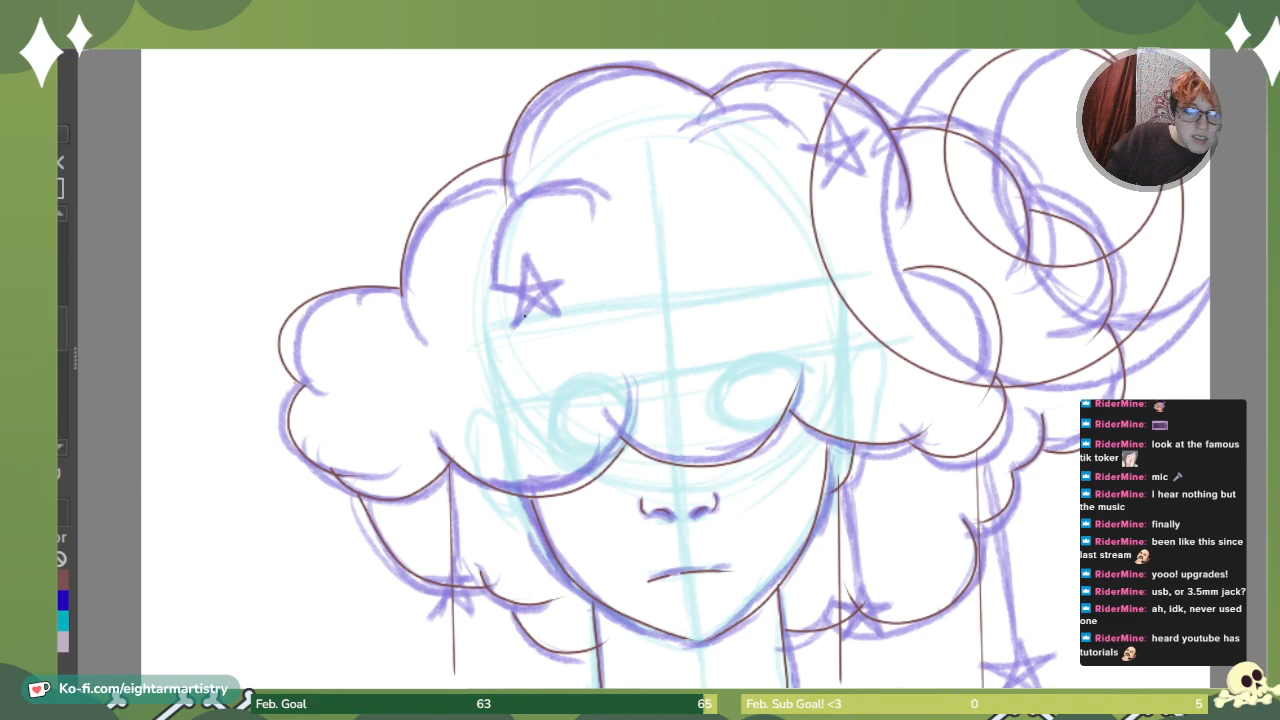 RiderMine:
RiderMine:
RiderMine: look at the famous
tik toker
RiderMine: mic
RiderMine: I hear nothing but
the music
RiderMine: finally
RiderMine: been like this since
last stream
RiderMine: yooo! upgrades!
RiderMine: usb, or 3.5mm jack?
RiderMine: ah, idk, never used
one
RiderMine: heard youtube has
tutorials
or
Ko-fi.com/eightarmartistry
Feb. Goal 63 65 Feb. Sub Goal! <3 0 5